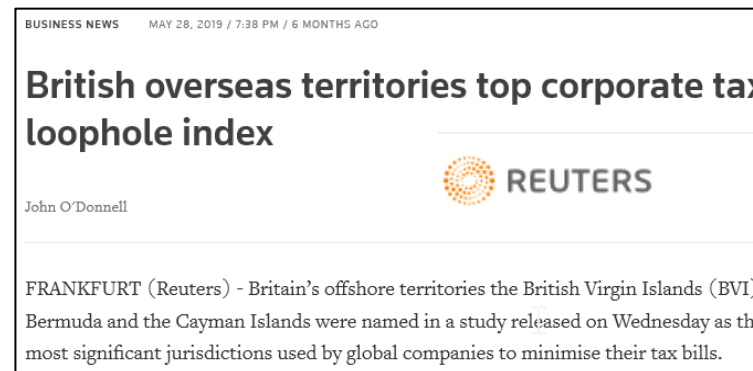 BUSINESS NEWS MAY 28, 2019 / 7:38 PM / 6 MONTHS AGO
British overseas territories top corporate tax
loophole index
REUTERS
John O'Donnell
FRANKFURT (Reuters) - Britain's offshore territories the British Virgin Islands (BVI)
Bermuda and the Cayman Islands were named in a study released on Wednesday as th
most significant jurisdictions used by global companies to minimise their tax bills.